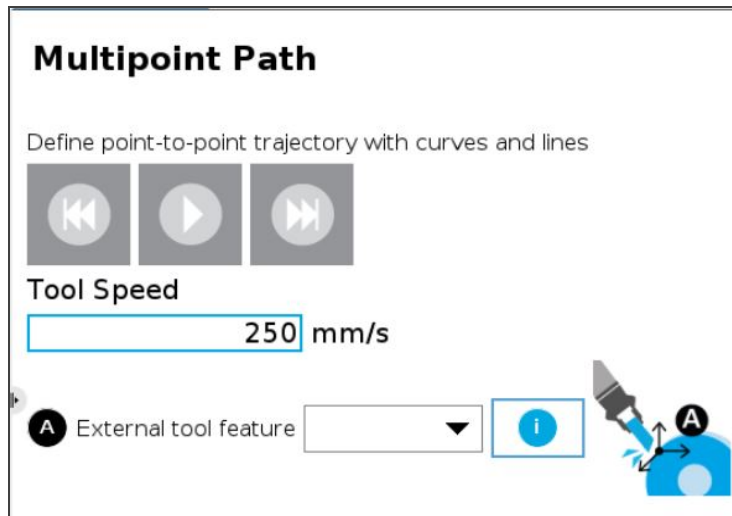 Multipoint Path
Define point-to-point trajectory with curves and lines
Tool Speed
250 mm/s
A External tool feature i
A